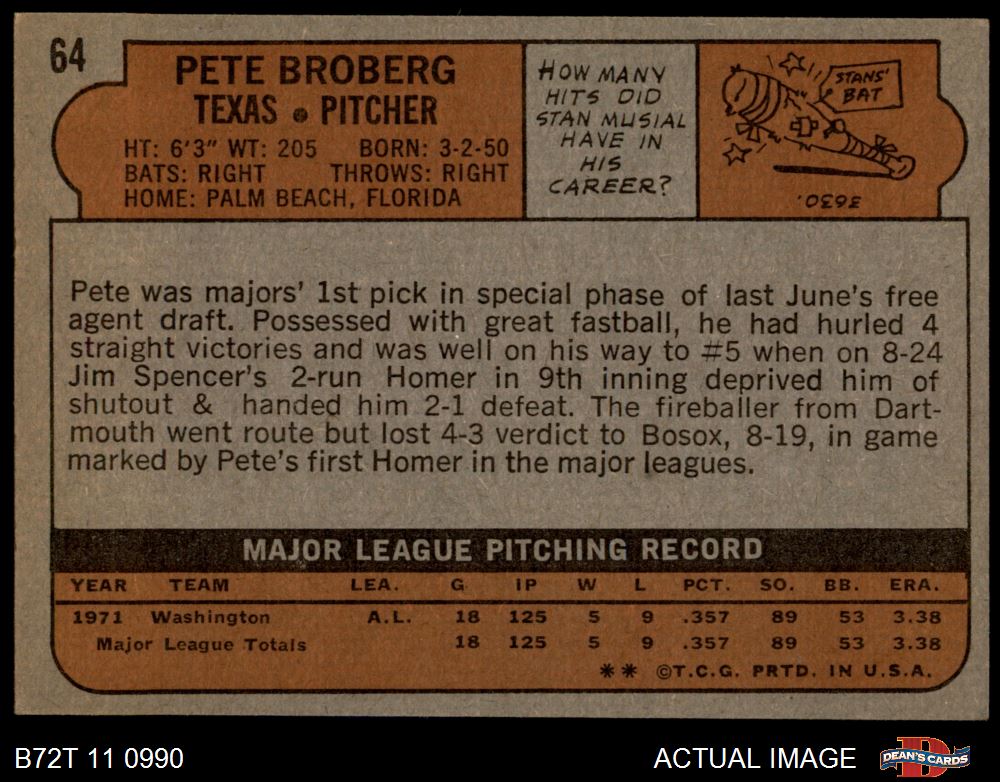 64
PETE BROBERG
TEXAS • PITCHER
HT: 6'3" WT: 205 BORN: 3-2-50
BATS: RIGHT THROWS: RIGHT
HOME: PALM BEACH, FLORIDA
HOW MANY
HITS DID
STAN MUSIAL
HAVE IN
HIS
CAREER?
STANS'
BAT
3630.
Pete was majors' 1st pick in special phase of last June's free
agent draft. Possessed with great fastball, he had hurled 4
straight victories and was well on his way to #5 when on 8-24
Jim Spencer's 2-run Homer in 9th inning deprived him of
shutout & handed him 2-1 defeat. The fireballer from Dart-
mouth went route but lost 4-3 verdict to Bosox, 8-19, in game
marked by Pete's first Homer in the major leagues.
MAJOR LEAGUE PITCHING RECORD
YEAR TEAM LEA. G IP W L PCT. SO. BB. ERA.
1971 Washington A.L. 18 125 5 9 .357 89 53 3.38
Major League Totals 18 125 5 9 .357 89 53 3.38
** ©T.C.G. PRTD. IN U.S.A.
B72T 11 0990 ACTUAL IMAGE DEAN'S CARDS